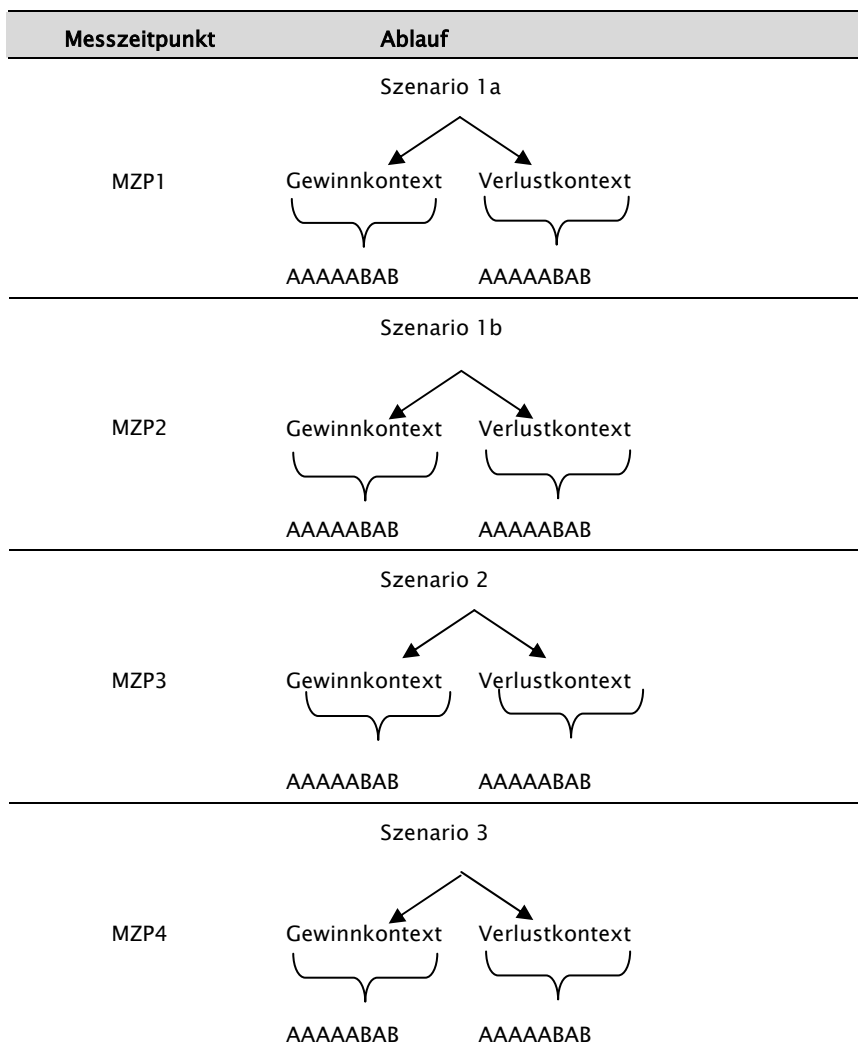 Messzeitpunkt Ablauf
Szenario 1a
MZP1 Gewinnkontext Verlustkontext
AAAAABAB AAAAABAB
Szenario 1b
MZP2 Gewinnkontext Verlustkontext
AAAAABAB AAAAABAB
Szenario 2
MZP3 Gewinnkontext Verlustkontext
AAAAABAB AAAAABAB
Szenario 3
MZP4 Gewinnkontext Verlustkontext
AAAAABAB AAAAABAB